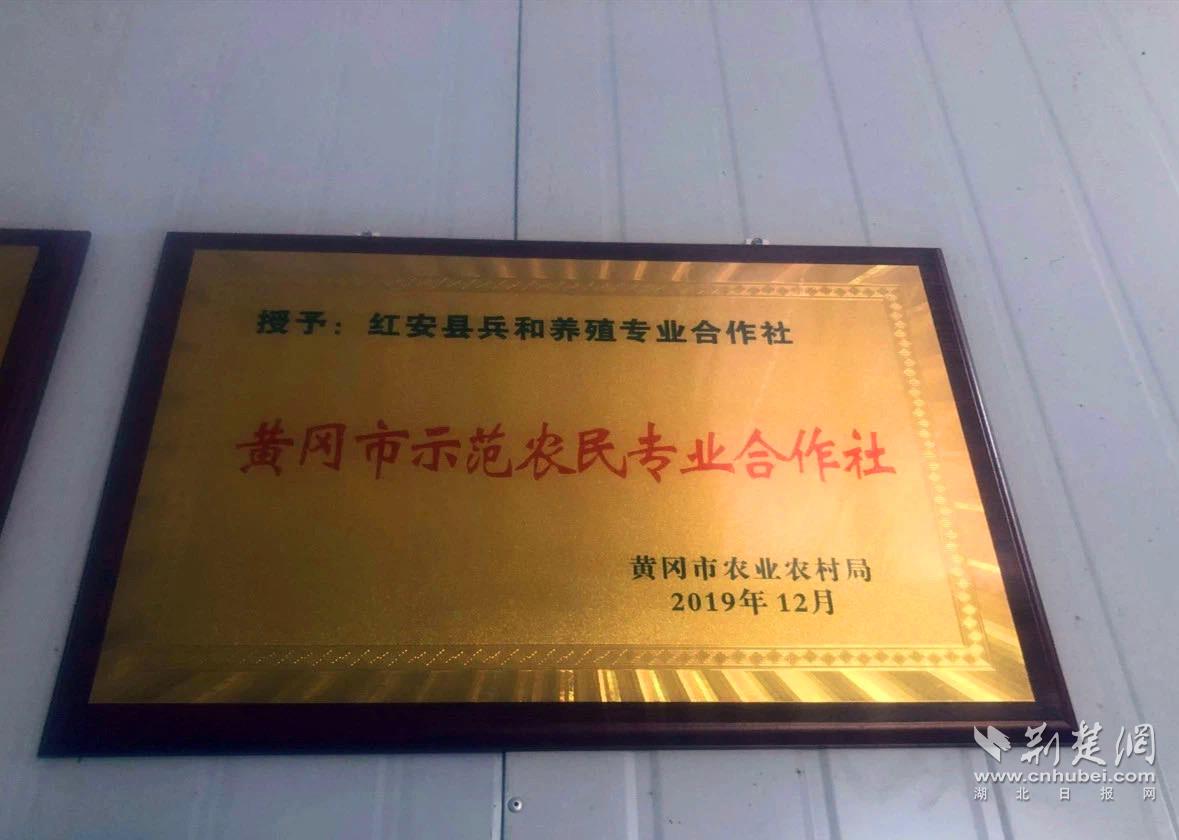 授予：红安县兵和养殖专业合作社
黄冈市示范农民专业合作社
黄冈市农业农村局
2019年12月
荆楚网
www.cnhubei.com
湖北日报网